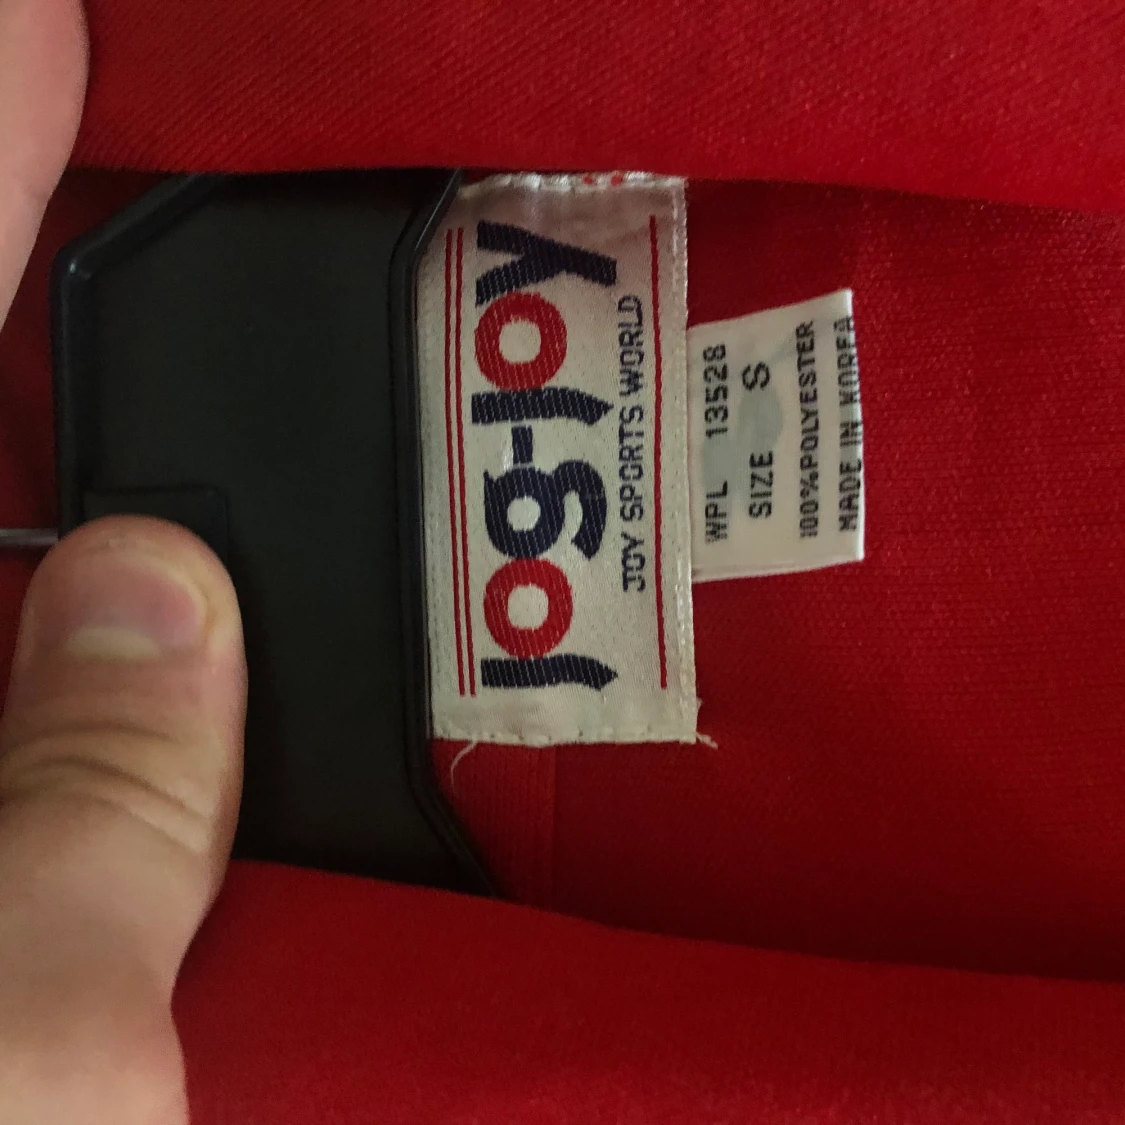 jog-joy
JOY SPORTS WORLD
WPL 13528
SIZE S
100%POLYESTER
MADE IN KOREA